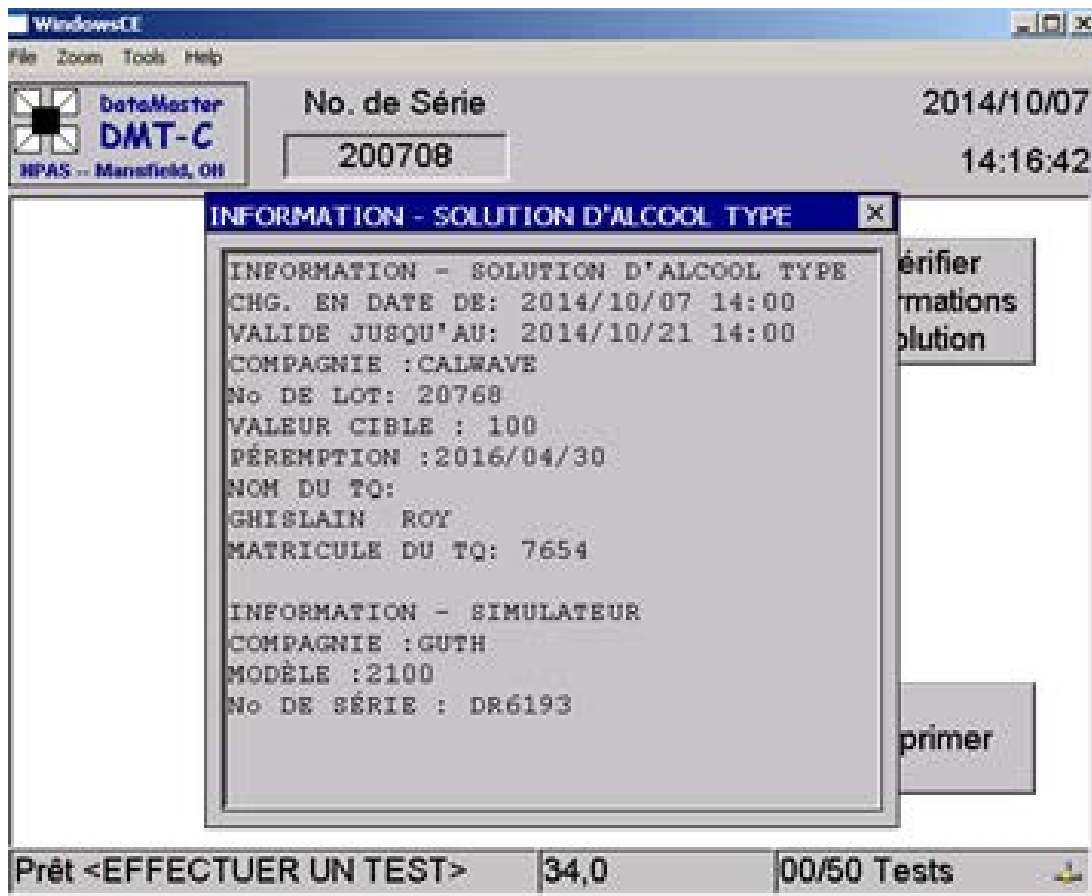 WindowsCE
File Zoom Tools Help
DataMaster
DMT-C
NPAS -- Mansfield, OH
No. de Série
200708
2014/10/07
14:16:42
INFORMATION - SOLUTION D'ALCOOL TYPE
INFORMATION - SOLUTION D'ALCOOL TYPE
CHG. EN DATE DE: 2014/10/07 14:00
VALIDE JUSQU'AU: 2014/10/21 14:00
COMPAGNIE :CALWAVE
No DE LOT: 20768
VALEUR CIBLE : 100
PÉREMPTION :2016/04/30
NOM DU TQ:
GHISLAIN ROY
MATRICULE DU TQ: 7654
INFORMATION - SIMULATEUR
COMPAGNIE :GUTH
MODÈLE :2100
No DE SÉRIE : DR6193
érifier
rmations
olution
primer
Prêt <EFFECTUER UN TEST>
34,0
00/50 Tests